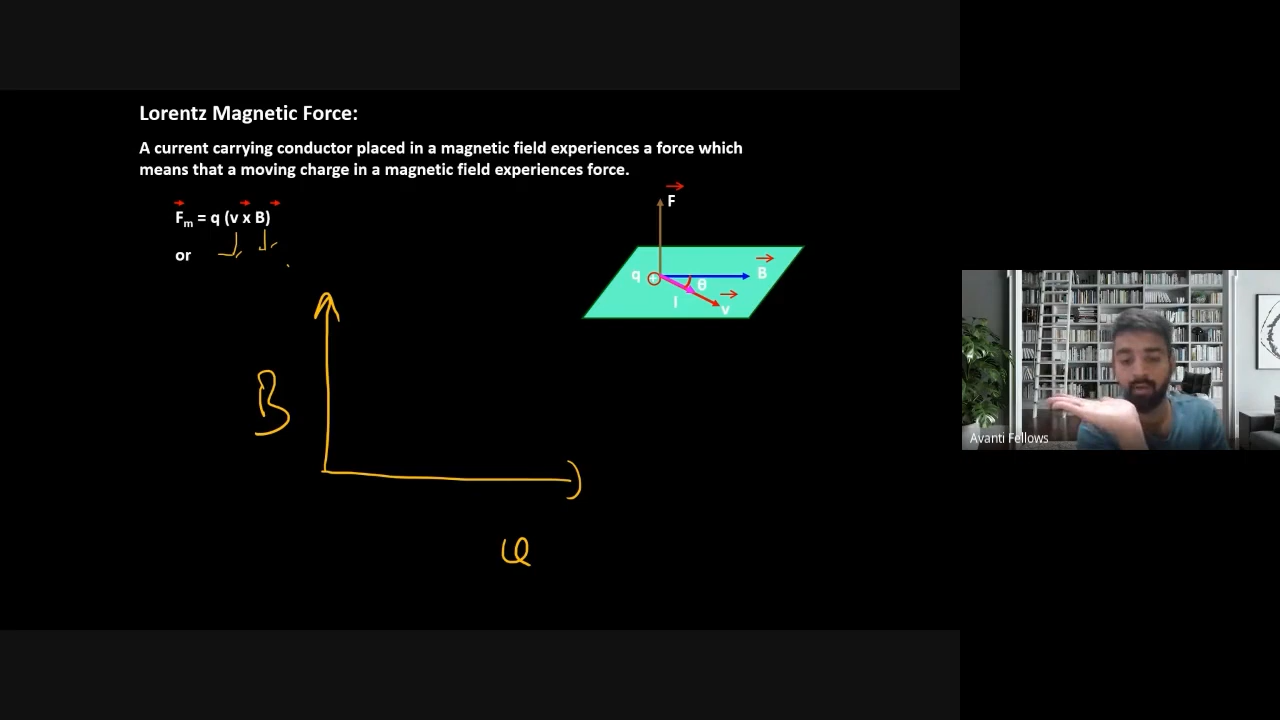 Lorentz Magnetic Force:
A current carrying conductor placed in a magnetic field experiences a force which
means that a moving charge in a magnetic field experiences force.
F
Fm = q (v x B)
or
q + θ B
I
v
B
Avanti Fellows